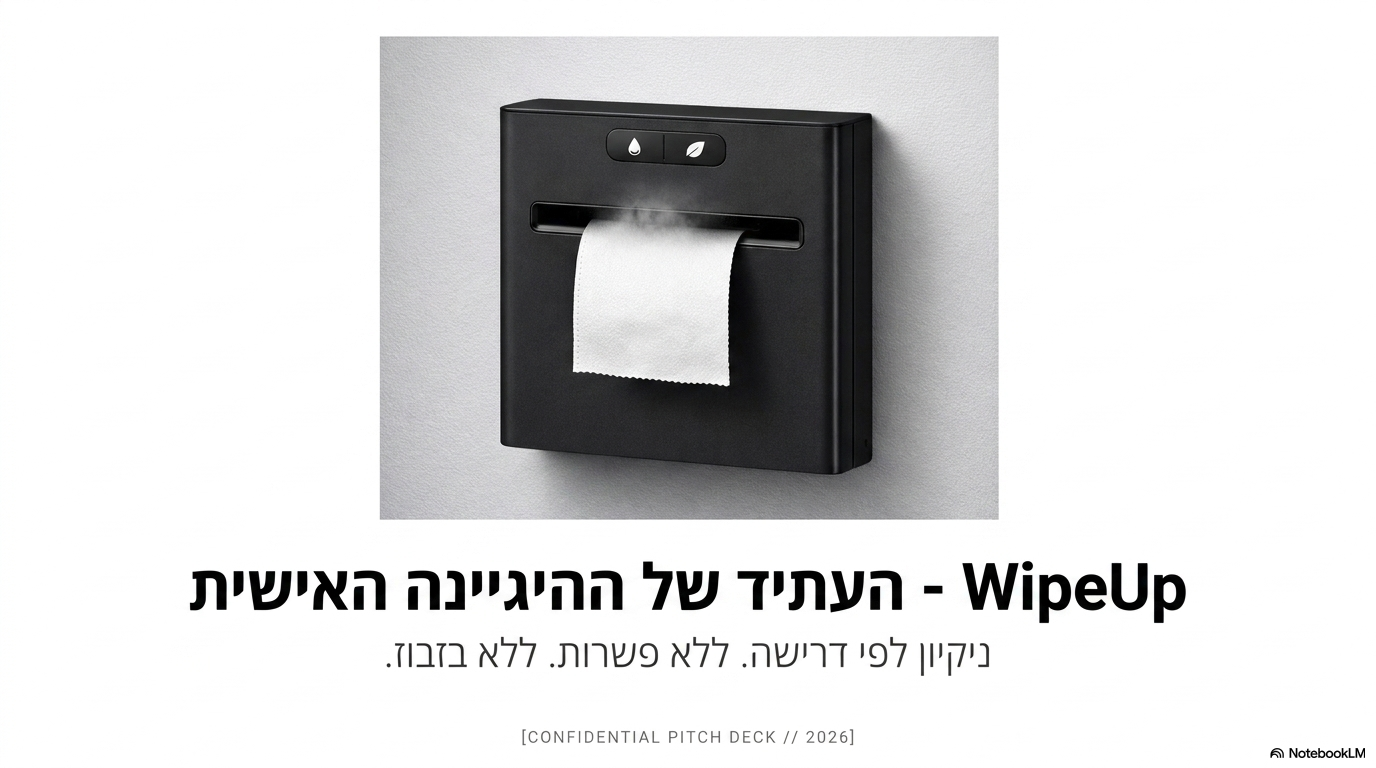 WipeUp - העתיד של ההיגיינה האישית
ניקיון לפי דרישה. ללא פשרות. ללא בזבוז.
[CONFIDENTIAL PITCH DECK // 2026]
NotebookLM